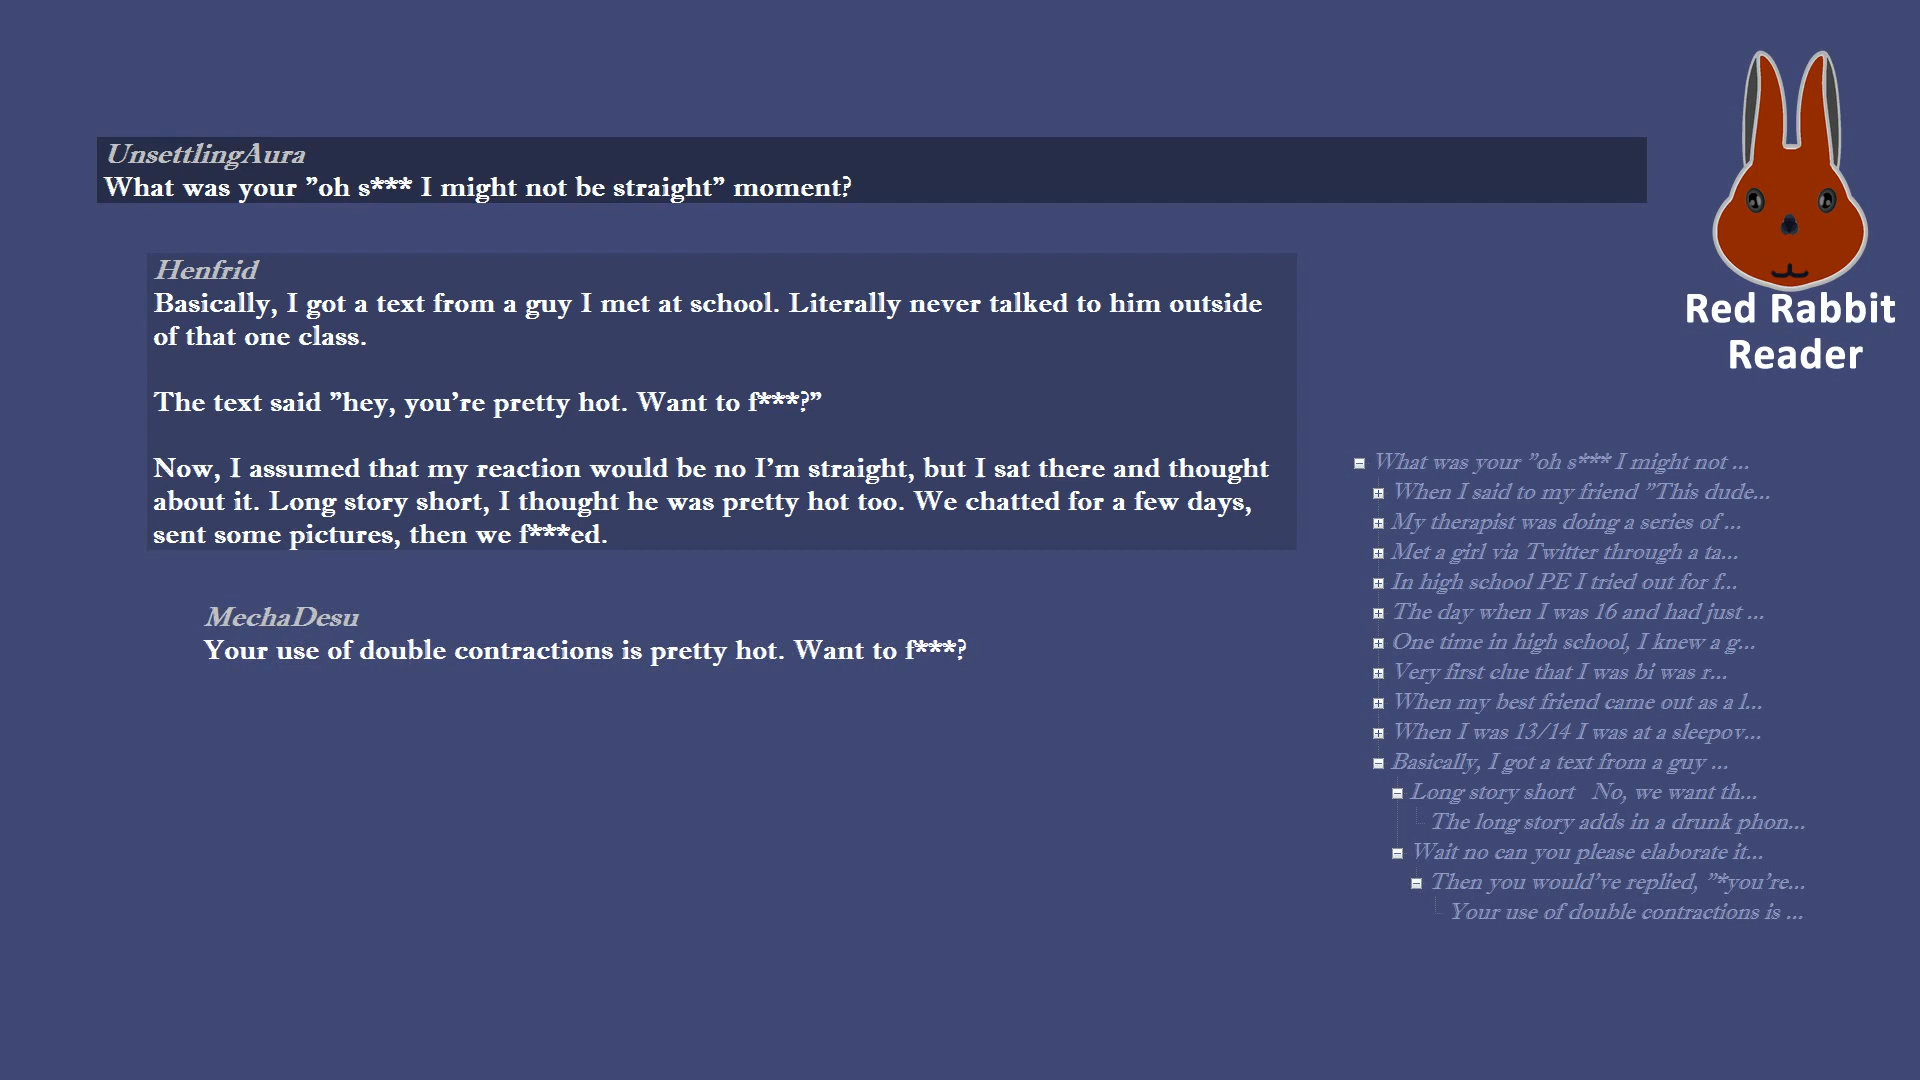 UnsettlingAura
What was your "oh s*** I might not be straight" moment?
Henfrid
Basically, I got a text from a guy I met at school. Literally never talked to him outside
of that one class.
The text said "hey, you're pretty hot. Want to f***?"
Now, I assumed that my reaction would be no I'm straight, but I sat there and thought
about it. Long story short, I thought he was pretty hot too. We chatted for a few days,
sent some pictures, then we f***ed.
MechaDesu
Your use of double contractions is pretty hot. Want to f***?
Red Rabbit
Reader
What was your "oh s*** I might not ...
When I said to my friend "This dude...
My therapist was doing a series of ...
Met a girl via Twitter through a ta...
In high school PE I tried out for f...
The day when I was 16 and had just ...
One time in high school, I knew a g...
Very first clue that I was bi was r...
When my best friend came out as a l...
When I was 13/14 I was at a sleepov...
Basically, I got a text from a guy ...
Long story short   No, we want th...
The long story adds in a drunk phon...
Wait no can you please elaborate it...
Then you would've replied, "*you're...
Your use of double contractions is ...